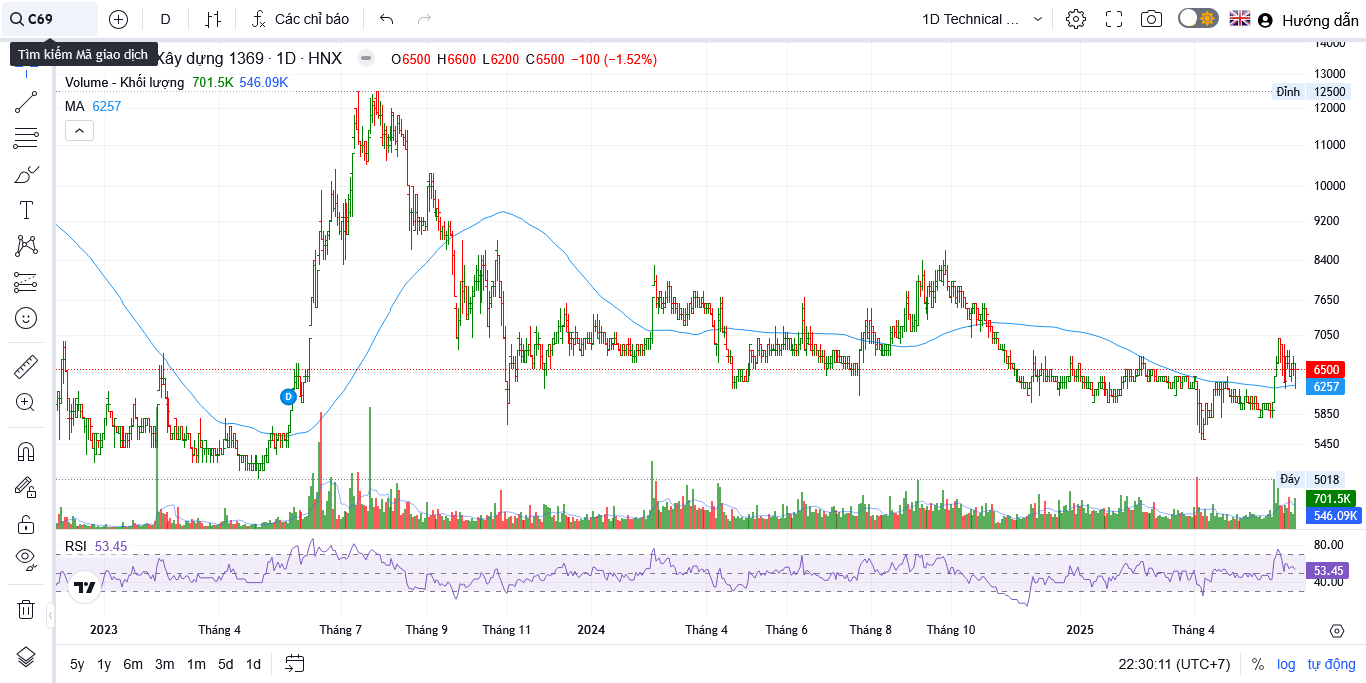 C69 D Các chỉ báo 1D Technical ... Hướng dẫn
Tìm kiếm Mã giao dịch Xây dựng 1369 · 1D · HNX O6500 H6600 L6200 C6500 −100 (−1.52%)
Volume - Khối lượng 701.5K 546.09K
MA 6257
14000
13000
Đỉnh 12500
12000
11000
10000
9200
8400
7650
7050
6500
6257
5850
5450
Đáy 5018
701.5K
546.09K
D
RSI 53.45
80.00
53.45
40.00
2023 Tháng 4 Tháng 7 Tháng 9 Tháng 11 2024 Tháng 4 Tháng 6 Tháng 8 Tháng 10 2025 Tháng 4
5y 1y 6m 3m 1m 5d 1d 22:30:11 (UTC+7) % log tự động